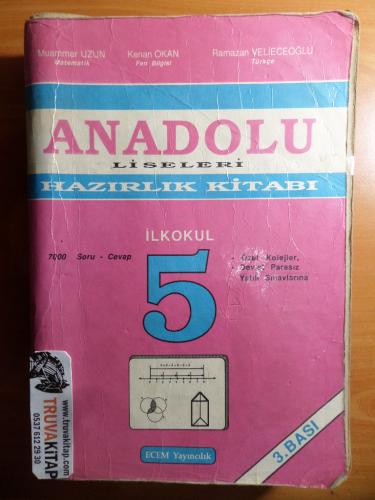 Muammer UZUN Kenan OKAN Ramazan VELİECEOĞLU
Matematik Fen Bilgisi Türkçe
ANADOLU
LİSELERİ
HAZIRLIK KİTABI
İLKOKUL
7000 Soru - Cevap
5
- Özel Kolejler,
- Devlet Parasız
Yatılı Sınavlarına
ECEM Yayıncılık
3. BASI
TRUVAKİTAP
www.truvakitap.com
0537 612 29 30